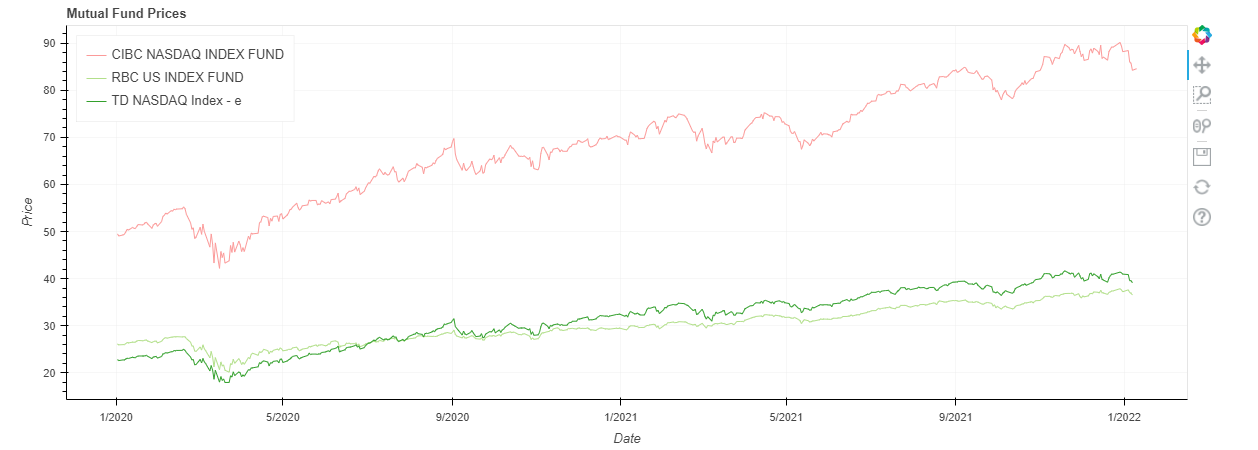 Mutual Fund Prices
CIBC NASDAQ INDEX FUND
RBC US INDEX FUND
TD NASDAQ Index - e
90
80
70
60
50
40
30
20
Price
1/2020 5/2020 9/2020 1/2021 5/2021 9/2021 1/2022
Date